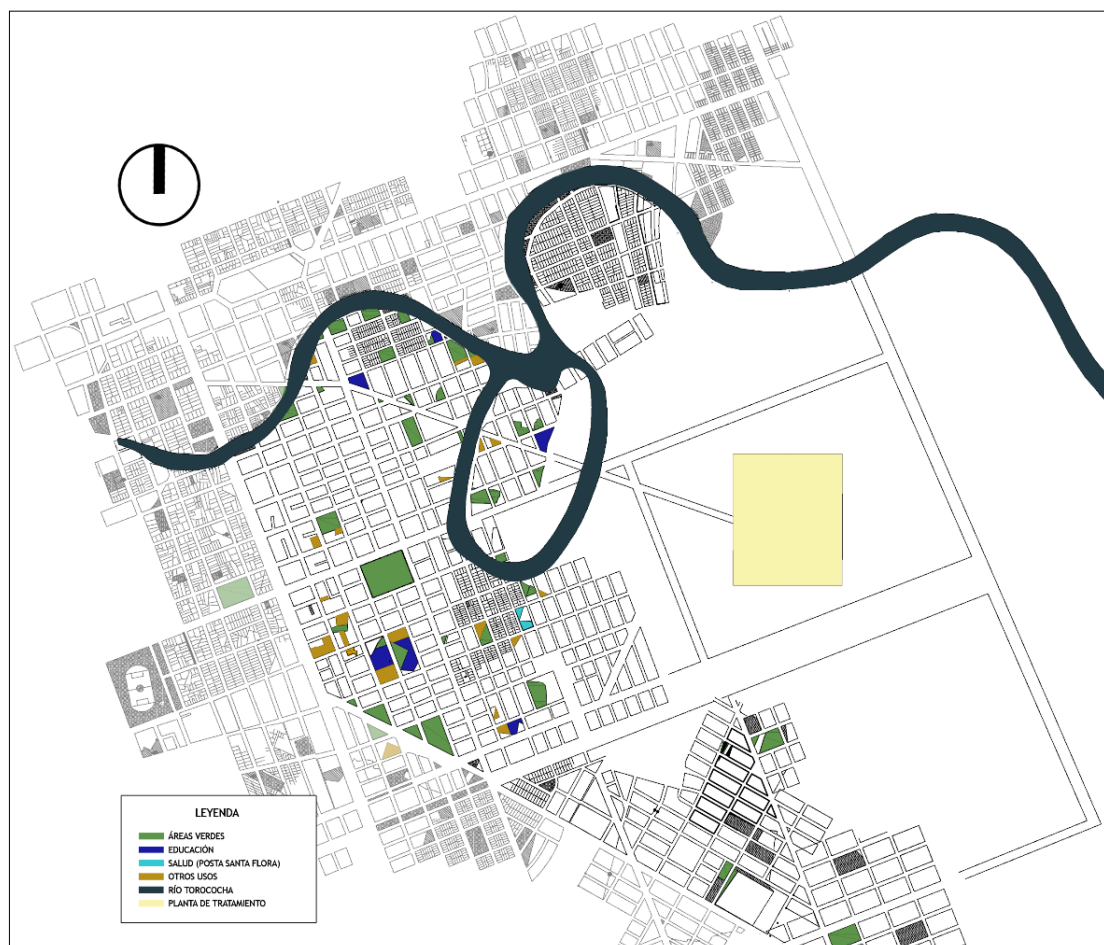 LEYENDA
ÁREAS VERDES
EDUCACIÓN
SALUD (POSTA SANTA FLORA)
OTROS USOS
RÍO TOROCOCHA
PLANTA DE TRATAMIENTO